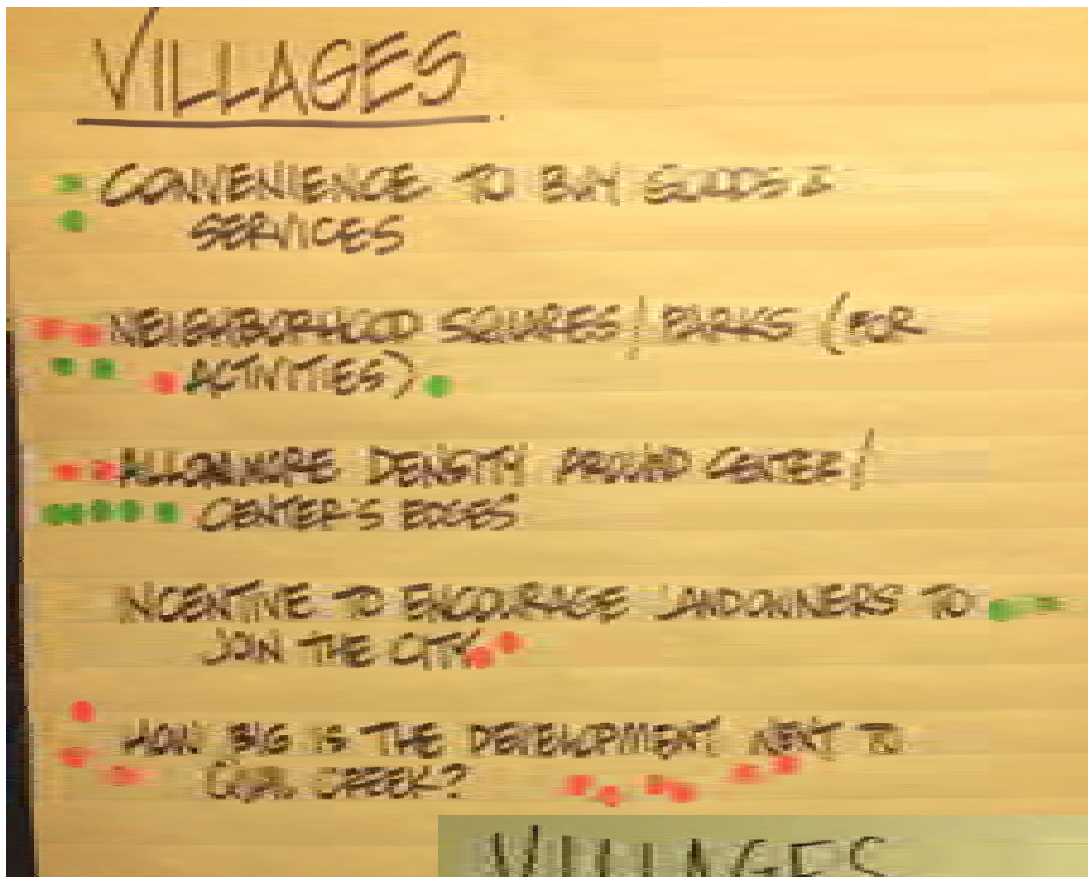 VILLAGES
CONVENIENCE TO BUY GOODS &
SERVICES
NEIGHBORHOOD SQUARES / PARKS (FOR
ACTIVITIES)
ALLOW MORE DENSITY AROUND CENTER /
CENTER'S EDGES
INCENTIVE TO ENCOURAGE LANDOWNERS TO
JOIN THE CITY
HOW BIG IS THE DEVELOPMENT NEXT TO
CREEK?
VILLAGES